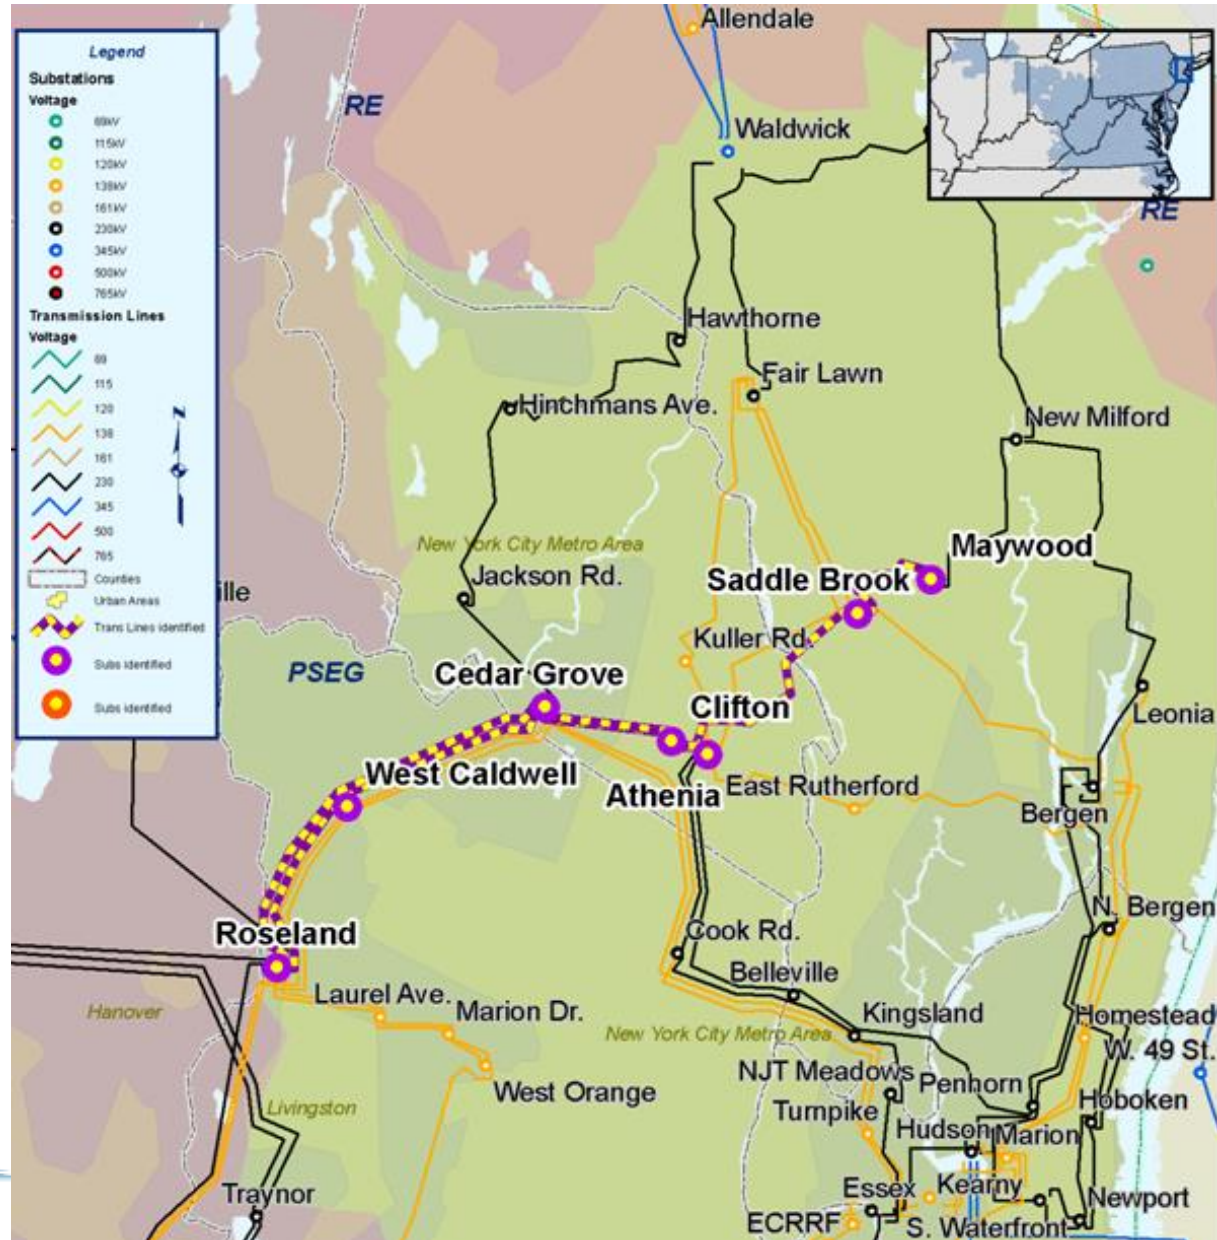 Legend
Substations
Voltage
69kV
115kV
120kV
138kV
161kV
230kV
345kV
500kV
765kV
Transmission Lines
Voltage
69
115
120
138
161
230
345
500
765
Counties
Urban Areas
Trans Lines identified
Subs identified
Subs identified
N
Allendale
RE
Waldwick
RE
Hawthorne
Fair Lawn
Hinchmans Ave.
New Milford
New York City Metro Area
Maywood
Jackson Rd.
Saddle Brook
ille
Kuller Rd.
PSEG
Cedar Grove
Clifton
Leonia
West Caldwell
Athenia
East Rutherford
Bergen
N. Bergen
Roseland
Cook Rd.
Belleville
Laurel Ave.
Marion Dr.
Hanover
New York City Metro Area
Kingsland
Homestead
W. 49 St.
NJT Meadows
Penhorn
West Orange
Turnpike
Hoboken
Livingston
Hudson
Marion
Traynor
Essex
Kearny
Newport
ECRRF
S. Waterfront